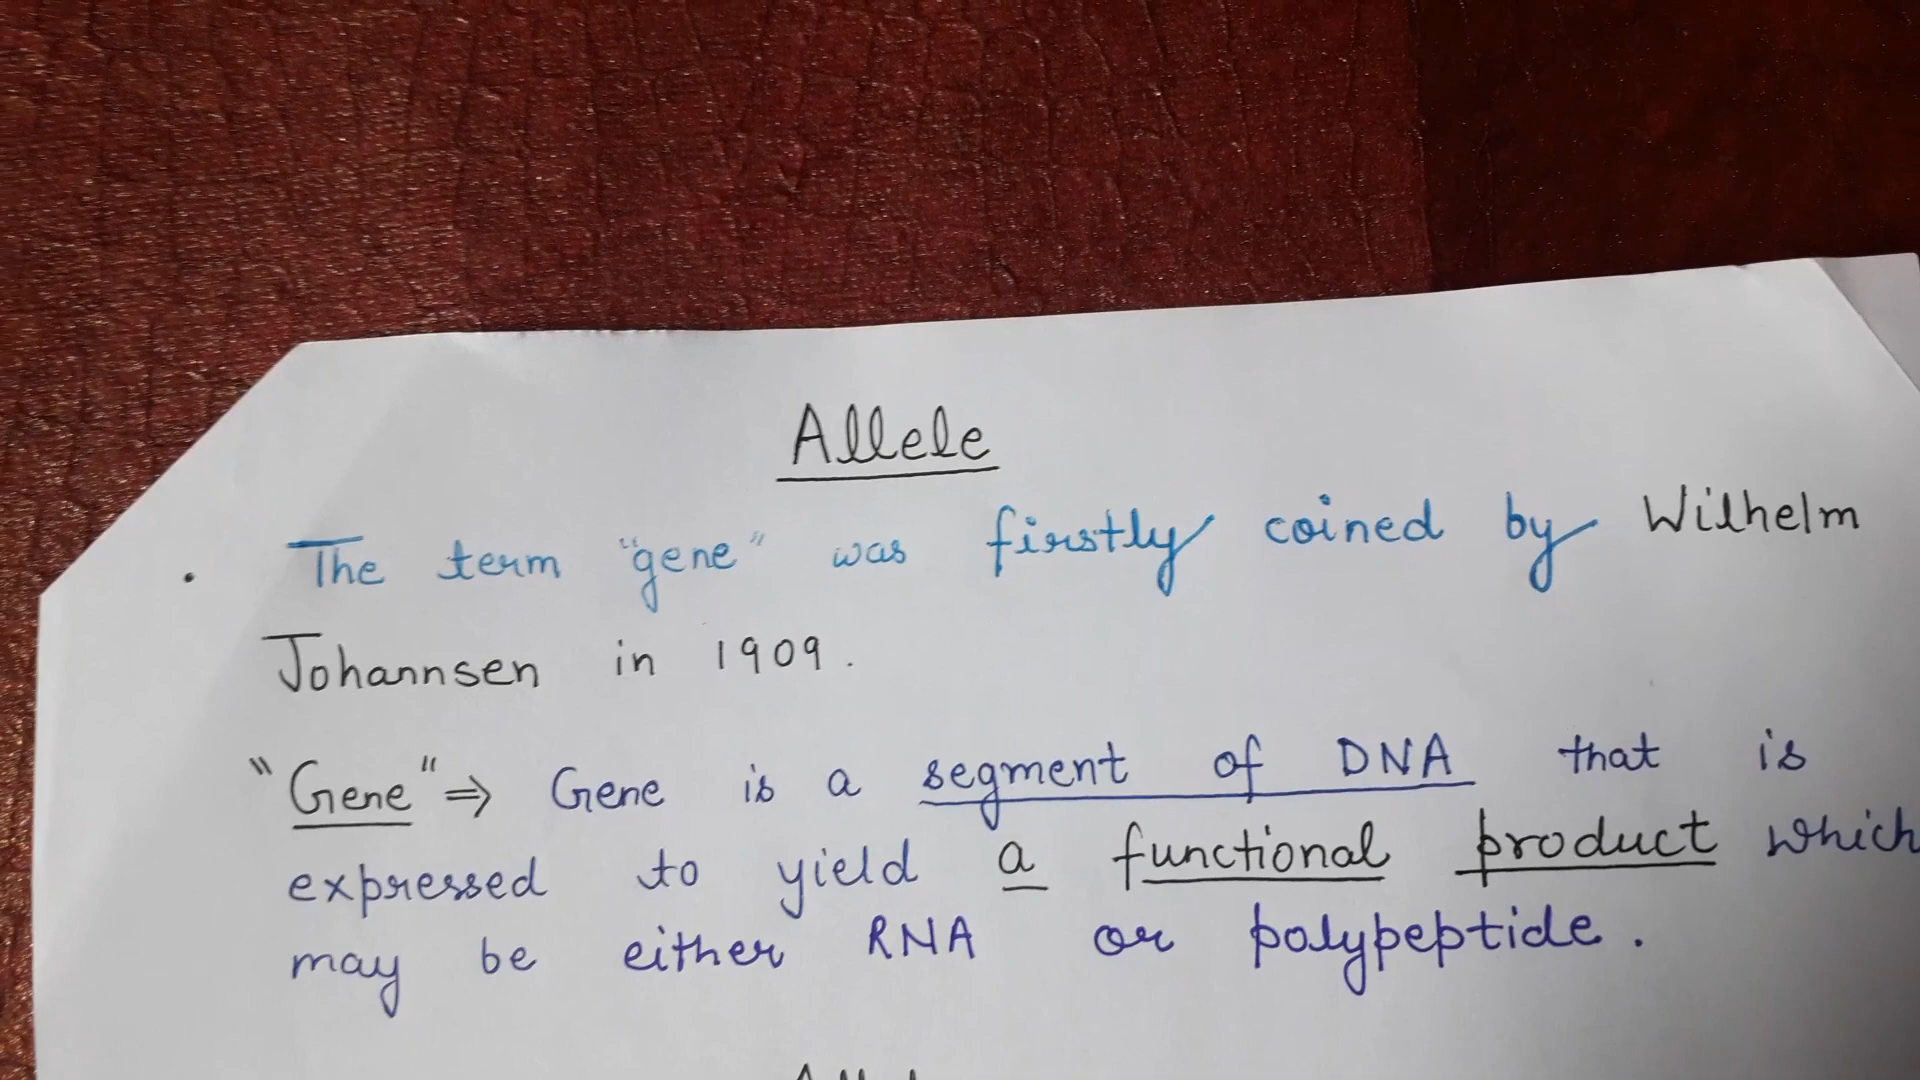 Allele
. The term "gene" was firstly coined by Wilhelm
Johannsen in 1909.
"Gene" ⇒ Gene is a segment of DNA that is
expressed to yield a functional product which
may be either RNA or polypeptide.